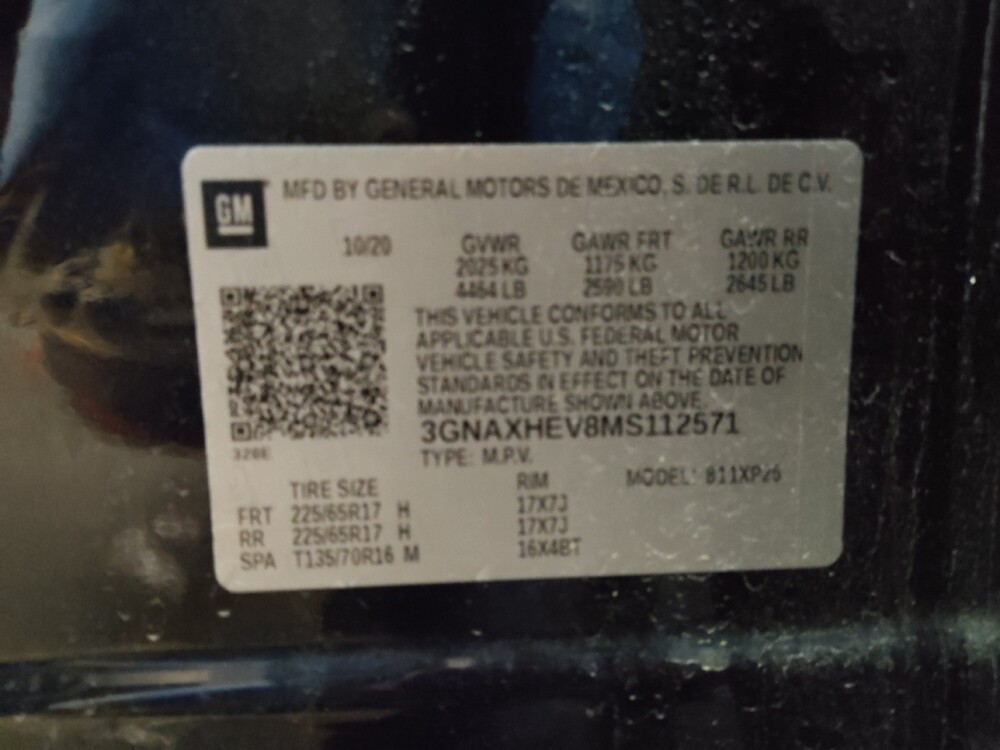 GM
MFD BY GENERAL MOTORS DE MEXICO, S. DE R.L. DE C.V.
10/20 GVWR GAWR FRT GAWR RR
2025 KG 1175 KG 1200 KG
4464 LB 2590 LB 2645 LB
THIS VEHICLE CONFORMS TO ALL
APPLICABLE U.S. FEDERAL MOTOR
VEHICLE SAFETY AND THEFT PREVENTION
STANDARDS IN EFFECT ON THE DATE OF
MANUFACTURE SHOWN ABOVE.
3GNAXHEV8MS112571
TYPE: M.P.V.
TIRE SIZE RIM MODEL: 811XP26
FRT 225/65R17 H 17X7J
RR 225/65R17 H 17X7J
SPA T135/70R16 M 16X4BT